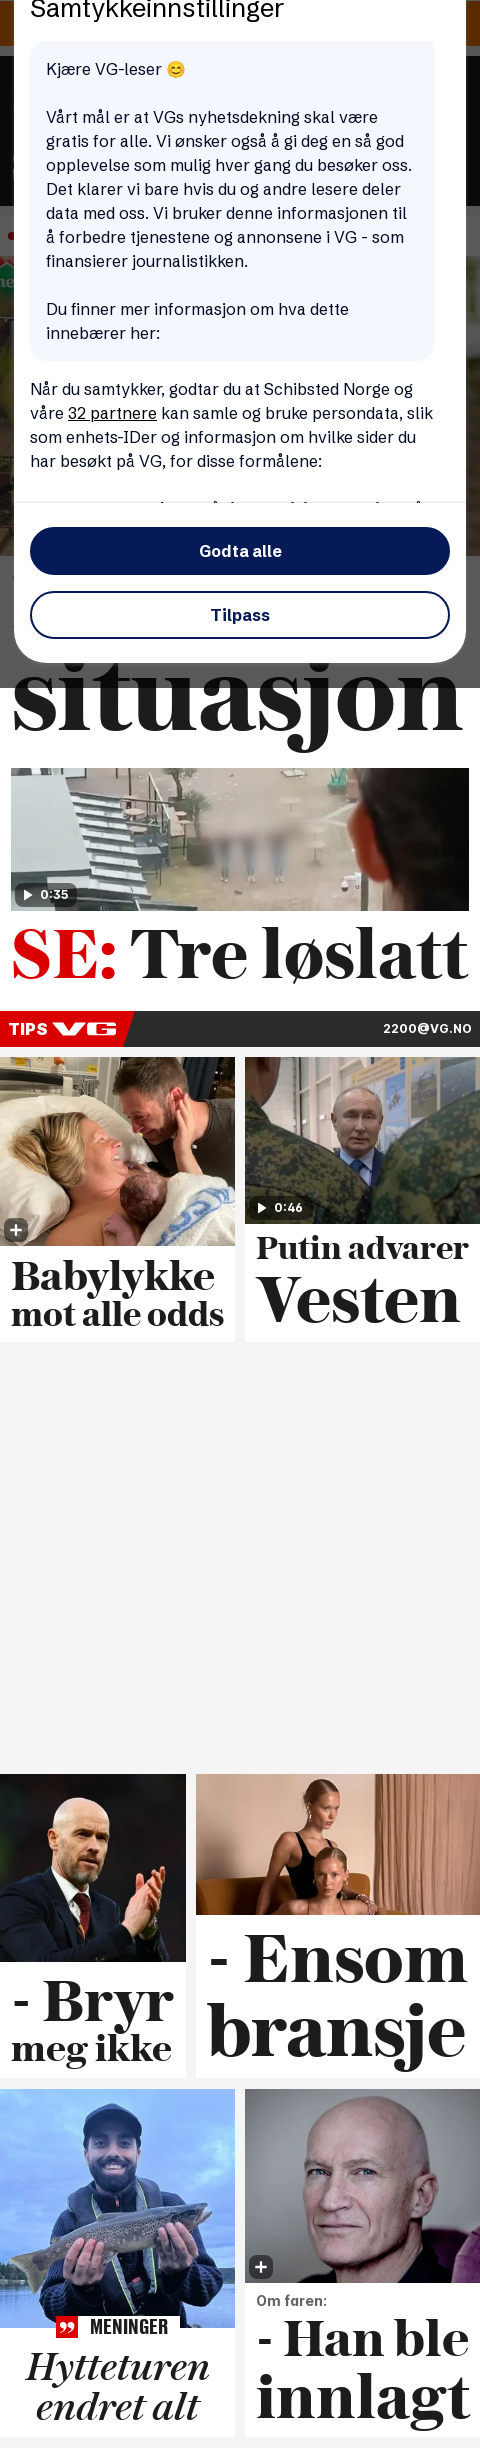 Samtykkeinnstillinger
Kjære VG-leser 😊
Vårt mål er at VGs nyhetsdekning skal være
gratis for alle. Vi ønsker også å gi deg en så god
opplevelse som mulig hver gang du besøker oss.
Det klarer vi bare hvis du og andre lesere deler
data med oss. Vi bruker denne informasjonen til
å forbedre tjenestene og annonsene i VG - som
finansierer journalistikken.
Du finner mer informasjon om hva dette
innebærer her:
Når du samtykker, godtar du at Schibsted Norge og
våre 32 partnere kan samle og bruke persondata, slik
som enhets-IDer og informasjon om hvilke sider du
har besøkt på VG, for disse formålene:
Godta alle
Tilpass
situasjon
0:35
SE: Tre løslatt
TIPS VG
2200@VG.NO
0:46
Babylykke
mot alle odds
Putin advarer
Vesten
- Bryr
meg ikke
- Ensom
bransje
MENINGER
Hytteturen
endret alt
Om faren:
- Han ble
innlagt